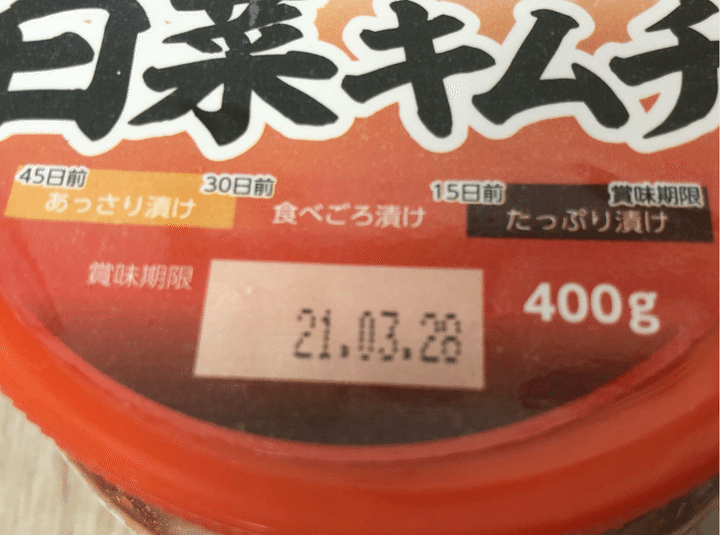 白菜キムチ
45日前 30日前 15日前 賞味期限
あっさり漬け 食べごろ漬け たっぷり漬け
賞味期限 21.03.28 400g